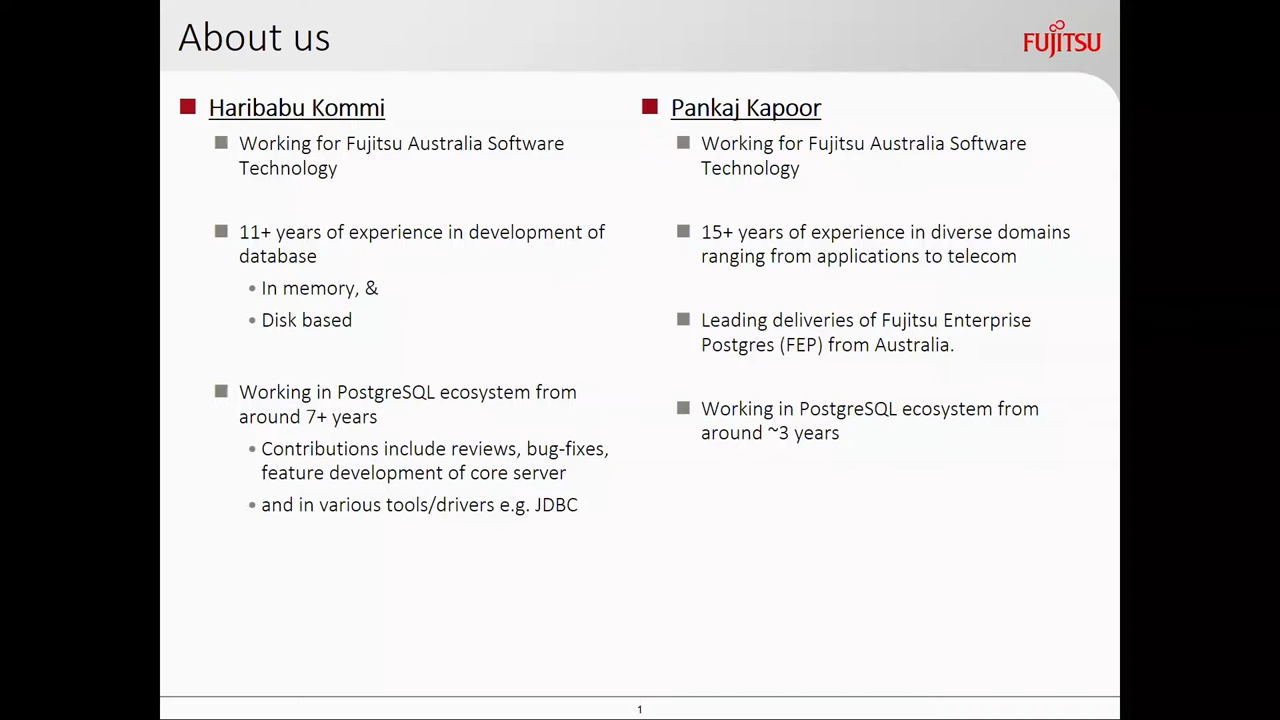 About us
FUJITSU
Haribabu Kommi
Working for Fujitsu Australia Software
Technology
11+ years of experience in development of
database
In memory, &
Disk based
Working in PostgreSQL ecosystem from
around 7+ years
Contributions include reviews, bug-fixes,
feature development of core server
and in various tools/drivers e.g. JDBC
Pankaj Kapoor
Working for Fujitsu Australia Software
Technology
15+ years of experience in diverse domains
ranging from applications to telecom
Leading deliveries of Fujitsu Enterprise
Postgres (FEP) from Australia.
Working in PostgreSQL ecosystem from
around ~3 years
1